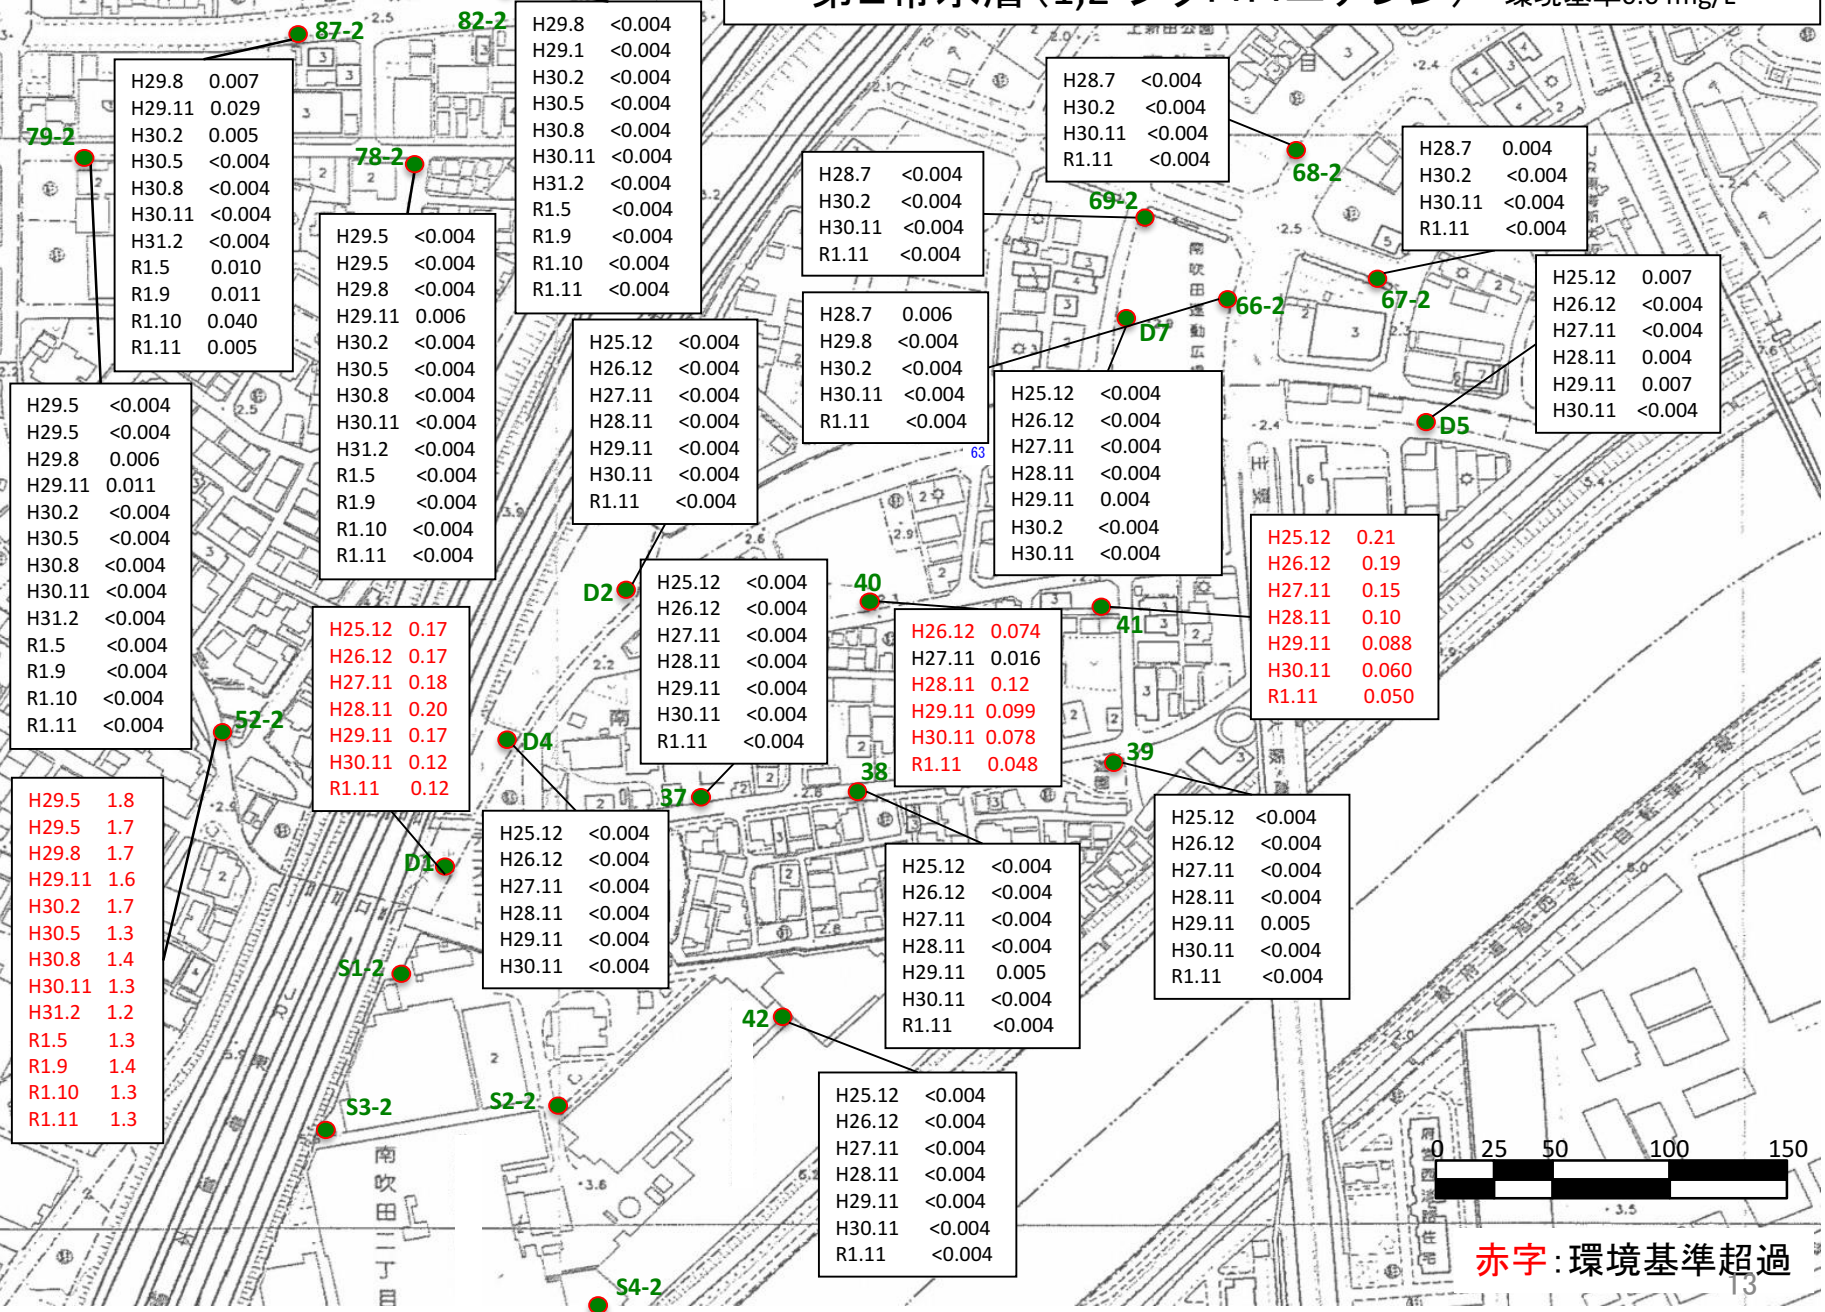 87-2
H29.8 0.007
H29.11 0.029
H30.2 0.005
H30.5 <0.004
H30.8 <0.004
H30.11 <0.004
H31.2 <0.004
R1.5 0.010
R1.9 0.011
R1.10 0.040
R1.11 0.005
82-2
H29.8 <0.004
H29.1 <0.004
H30.2 <0.004
H30.5 <0.004
H30.8 <0.004
H30.11 <0.004
H31.2 <0.004
R1.5 <0.004
R1.9 <0.004
R1.10 <0.004
R1.11 <0.004
79-2
H29.5 <0.004
H29.5 <0.004
H29.8 0.006
H29.11 0.011
H30.2 <0.004
H30.5 <0.004
H30.8 <0.004
H30.11 <0.004
H31.2 <0.004
R1.5 <0.004
R1.9 <0.004
R1.10 <0.004
R1.11 <0.004
78-2
H29.5 <0.004
H29.5 <0.004
H29.8 <0.004
H29.11 0.006
H30.2 <0.004
H30.5 <0.004
H30.8 <0.004
H30.11 <0.004
H31.2 <0.004
R1.5 <0.004
R1.9 <0.004
R1.10 <0.004
R1.11 <0.004
68-2
H28.7 <0.004
H30.2 <0.004
H30.11 <0.004
R1.11 <0.004
69-2
H28.7 <0.004
H30.2 <0.004
H30.11 <0.004
R1.11 <0.004
67-2
H28.7 0.004
H30.2 <0.004
H30.11 <0.004
R1.11 <0.004
66-2
H28.7 0.006
H29.8 <0.004
H30.2 <0.004
H30.11 <0.004
R1.11 <0.004
D5
H25.12 0.007
H26.12 <0.004
H27.11 <0.004
H28.11 0.004
H29.11 0.007
H30.11 <0.004
D7
H25.12 <0.004
H26.12 <0.004
H27.11 <0.004
H28.11 <0.004
H29.11 0.004
H30.2 <0.004
H30.11 <0.004
63
D2
H25.12 <0.004
H26.12 <0.004
H27.11 <0.004
H28.11 <0.004
H29.11 <0.004
H30.11 <0.004
R1.11 <0.004
41
H25.12 0.21
H26.12 0.19
H27.11 0.15
H28.11 0.10
H29.11 0.088
H30.11 0.060
R1.11 0.050
40
H26.12 0.074
H27.11 0.016
H28.11 0.12
H29.11 0.099
H30.11 0.078
R1.11 0.048
37
H25.12 <0.004
H26.12 <0.004
H27.11 <0.004
H28.11 <0.004
H29.11 <0.004
H30.11 <0.004
R1.11 <0.004
D1
H25.12 0.17
H26.12 0.17
H27.11 0.18
H28.11 0.20
H29.11 0.17
H30.11 0.12
R1.11 0.12
52-2
H29.5 1.8
H29.5 1.7
H29.8 1.7
H29.11 1.6
H30.2 1.7
H30.5 1.3
H30.8 1.4
H30.11 1.3
H31.2 1.2
R1.5 1.3
R1.9 1.4
R1.10 1.3
R1.11 1.3
D4
H25.12 <0.004
H26.12 <0.004
H27.11 <0.004
H28.11 <0.004
H29.11 <0.004
H30.11 <0.004
38
H25.12 <0.004
H26.12 <0.004
H27.11 <0.004
H28.11 <0.004
H29.11 0.005
H30.11 <0.004
R1.11 <0.004
39
H25.12 <0.004
H26.12 <0.004
H27.11 <0.004
H28.11 <0.004
H29.11 0.005
H30.11 <0.004
R1.11 <0.004
42
H25.12 <0.004
H26.12 <0.004
H27.11 <0.004
H28.11 <0.004
H29.11 <0.004
H30.11 <0.004
R1.11 <0.004
S1-2
S2-2
S3-2
S4-2
南吹田二丁目
0 25 50 100 150
赤字：環境基準超過
13